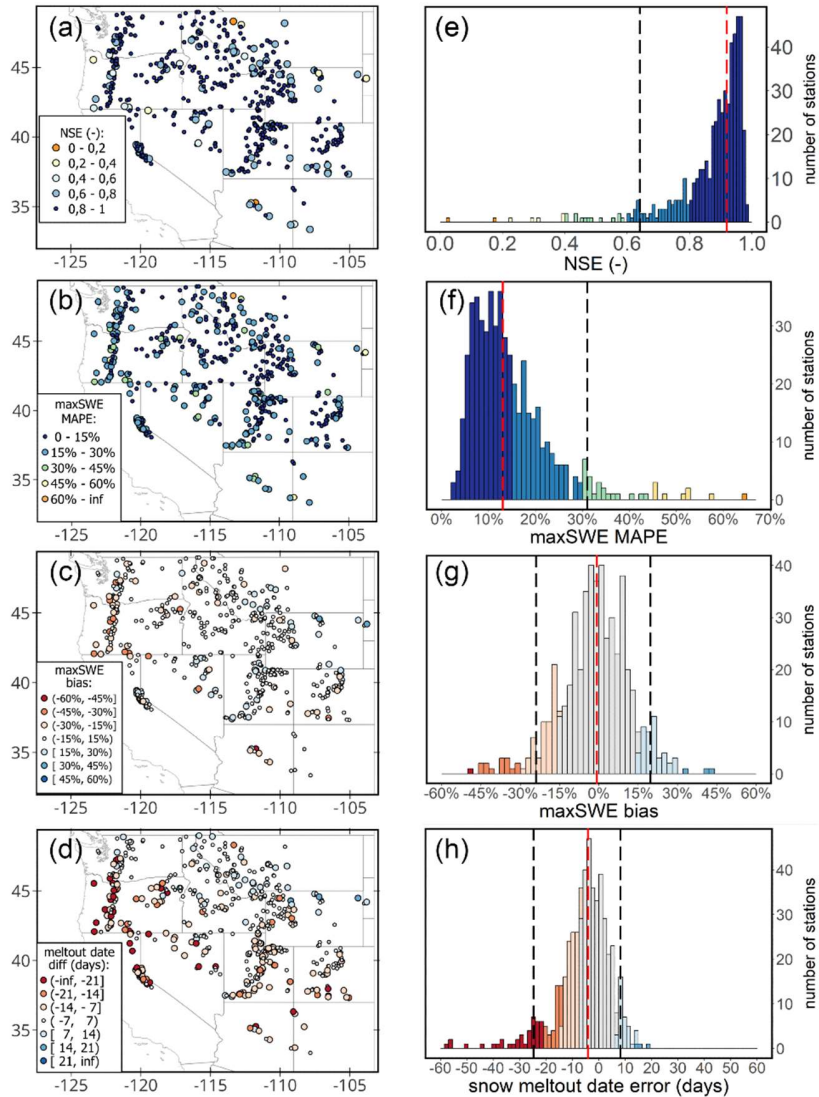 (a)
45
40
35
NSE (-):
0 - 0,2
0,2 - 0,4
0,4 - 0,6
0,6 - 0,8
0,8 - 1
-125 -120 -115 -110 -105
(e)
0 10 20 30 40
number of stations
0.0 0.2 0.4 0.6 0.8 1.0
NSE (-)
(b)
45
40
35
maxSWE
MAPE:
0 - 15%
15% - 30%
30% - 45%
45% - 60%
60% - inf
-125 -120 -115 -110 -105
(f)
0 10 20 30
number of stations
0% 10% 20% 30% 40% 50% 60% 70%
maxSWE MAPE
(c)
45
40
35
maxSWE
bias:
(-60%, -45%]
(-45%, -30%]
(-30%, -15%]
(-15%, 15%)
[ 15%, 30%)
[ 30%, 45%)
[ 45%, 60%)
-125 -120 -115 -110 -105
(g)
0 10 20 30 40
number of stations
-60% -45% -30% -15% 0% 15% 30% 45% 60%
maxSWE bias
(d)
45
40
35
meltout date
diff (days):
(-inf, -21]
(-21, -14]
(-14, - 7]
(-7, 7)
[ 7, 14)
[ 14, 21)
[ 21, inf)
-125 -120 -115 -110 -105
(h)
0 10 20 30 40
number of stations
-60 -50 -40 -30 -20 -10 0 10 20 30 40 50 60
snow meltout date error (days)